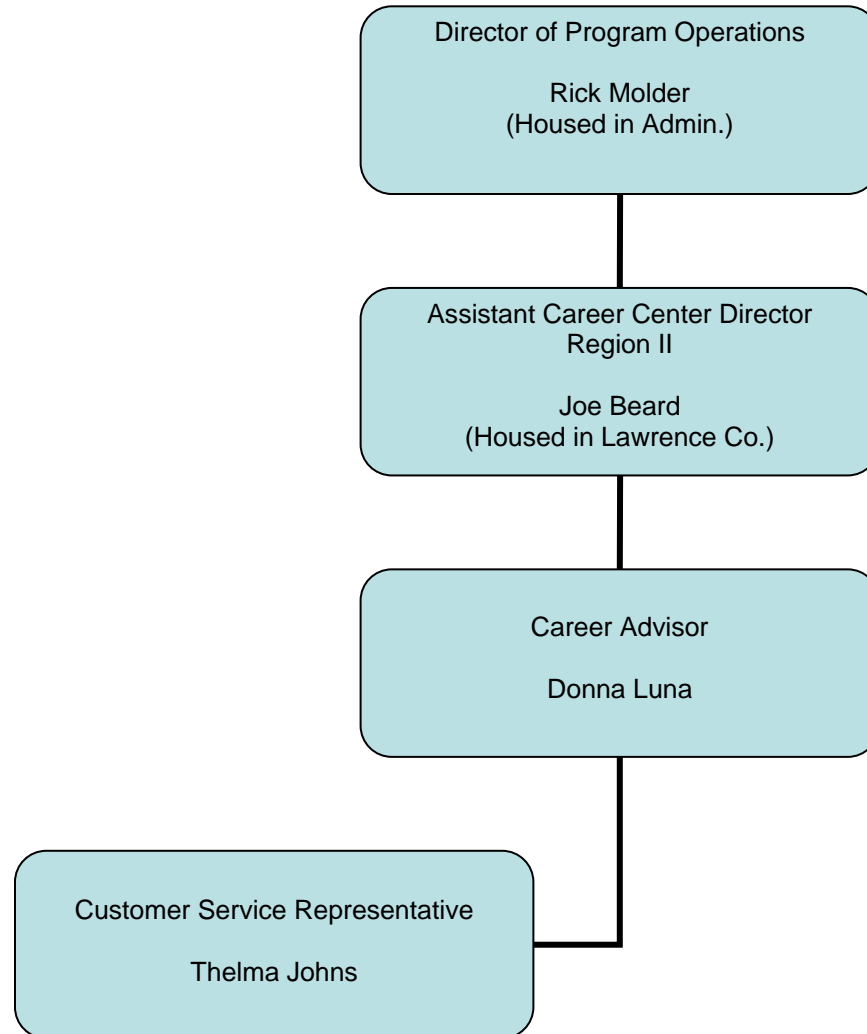 Director of Program Operations
Rick Molder
(Housed in Admin.)
Assistant Career Center Director
Region II
Joe Beard
(Housed in Lawrence Co.)
Career Advisor
Donna Luna
Customer Service Representative
Thelma Johns